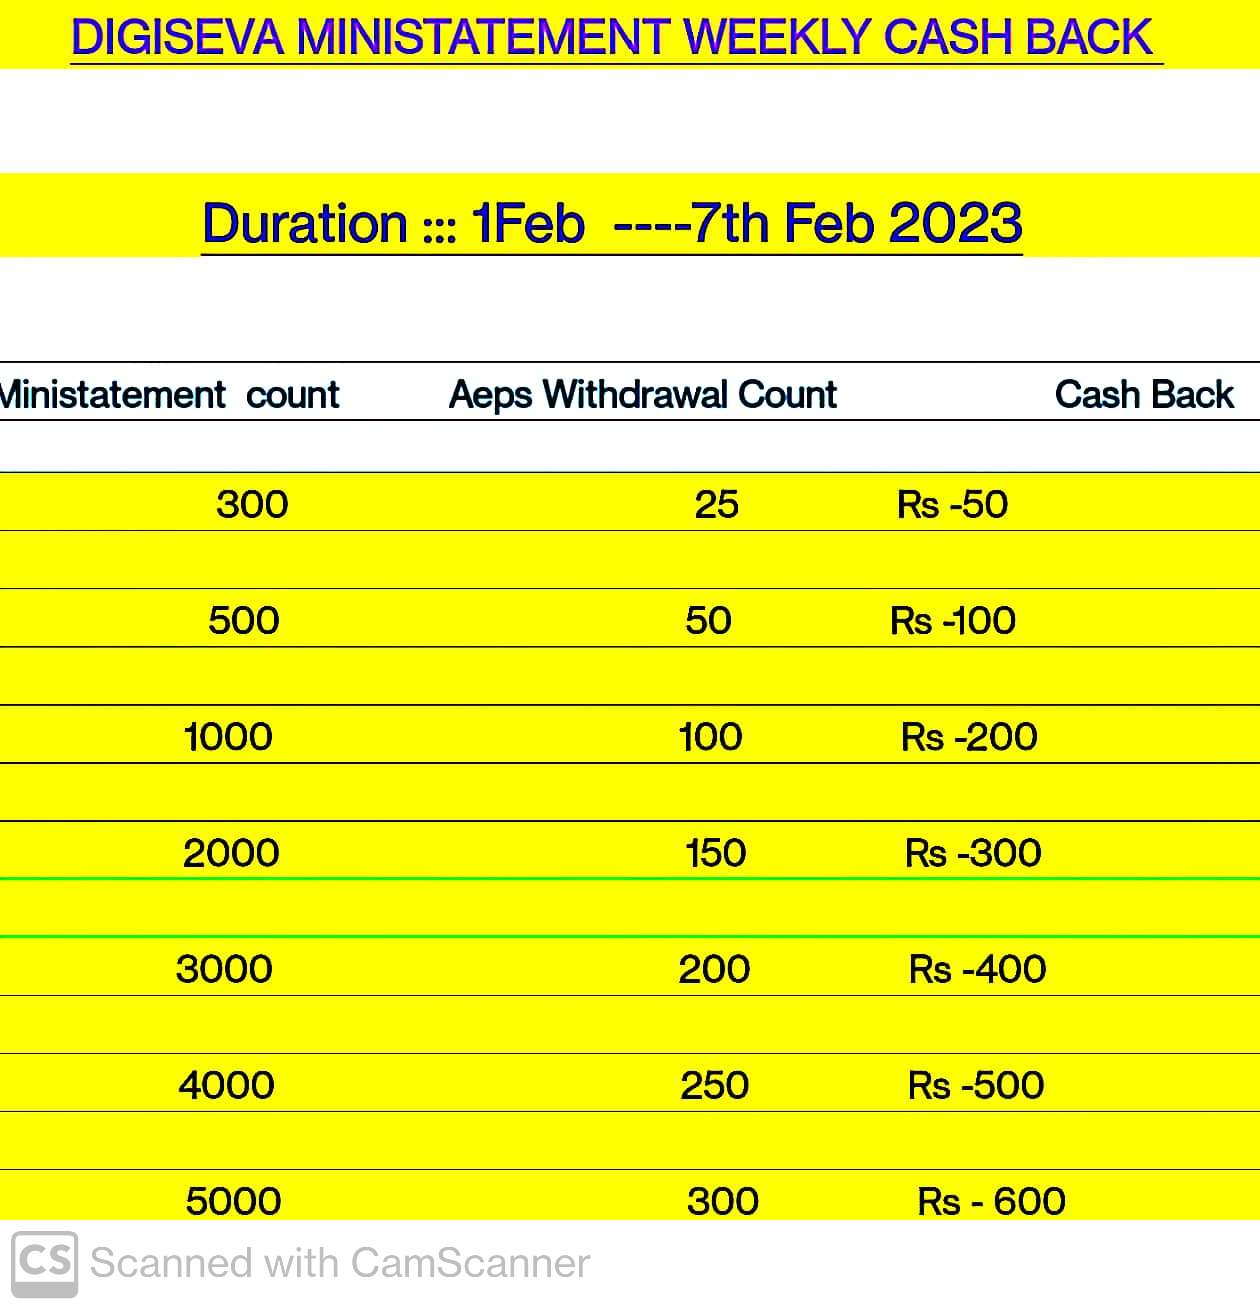 DIGISEVA MINISTATEMENT WEEKLY CASH BACK
Duration ::: 1Feb ----7th Feb 2023
Ministatement count Aeps Withdrawal Count Cash Back
300 25 Rs -50
500 50 Rs -100
1000 100 Rs -200
2000 150 Rs -300
3000 200 Rs -400
4000 250 Rs -500
5000 300 Rs - 600
CS Scanned with CamScanner